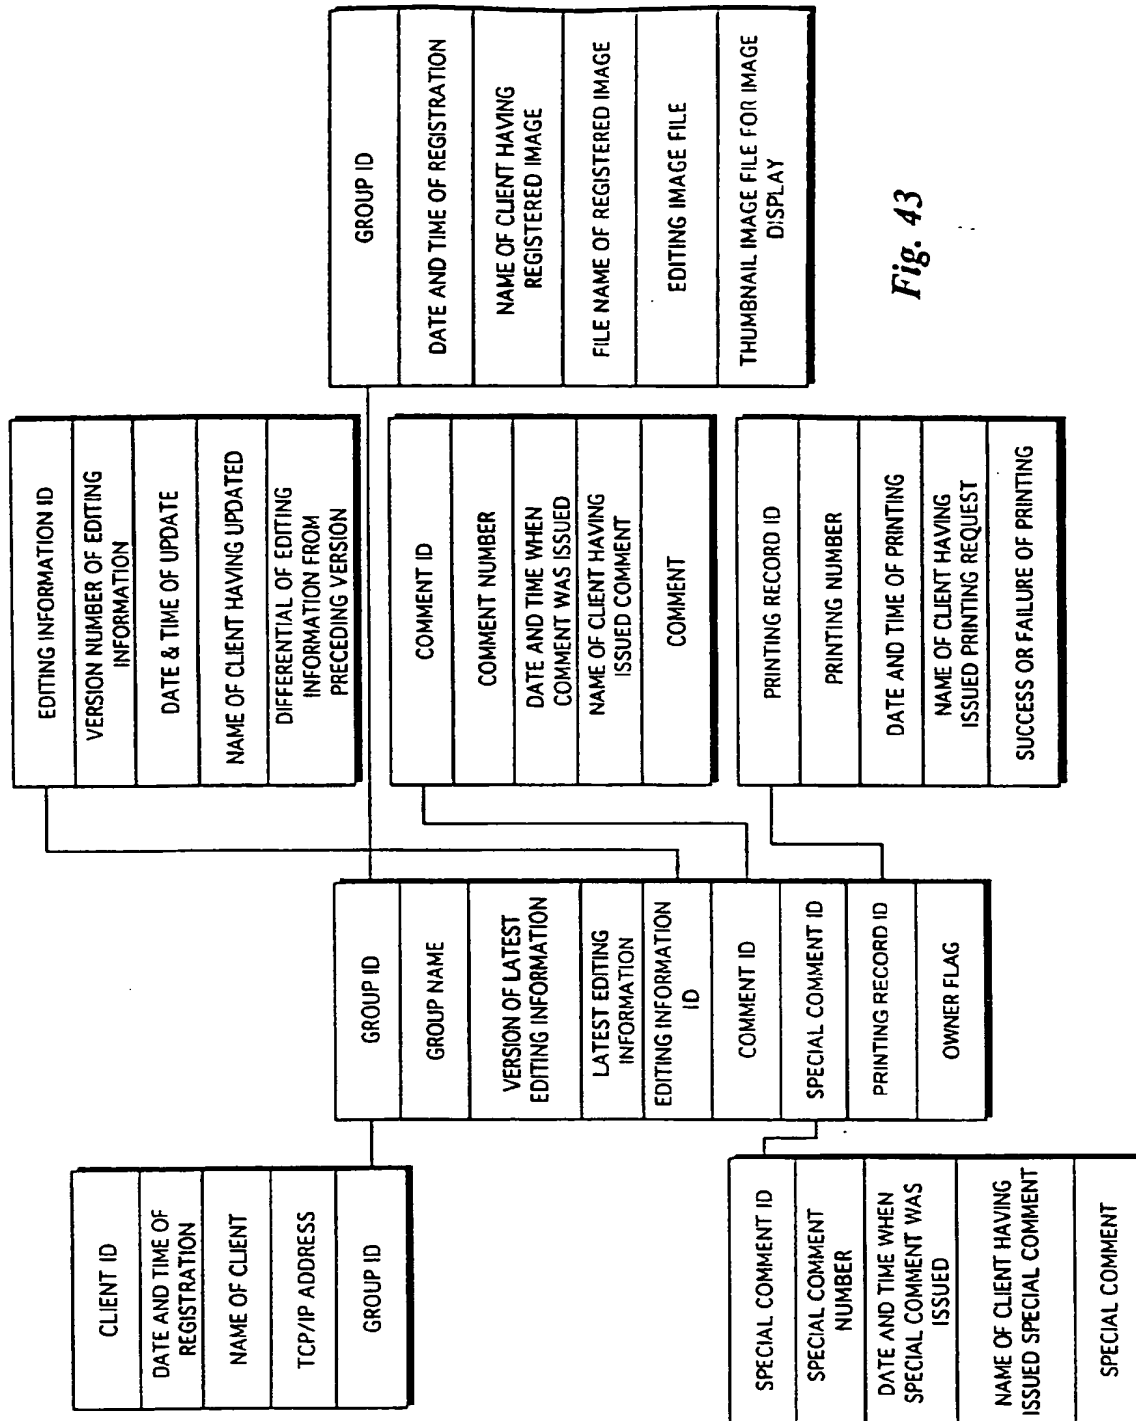 CLIENT ID
DATE AND TIME OF
REGISTRATION
NAME OF CLIENT
TCP/IP ADDRESS
GROUP ID
SPECIAL COMMENT ID
SPECIAL COMMENT
NUMBER
DATE AND TIME WHEN
SPECIAL COMMENT WAS
ISSUED
NAME OF CLIENT HAVING
ISSUED SPECIAL COMMENT
SPECIAL COMMENT
GROUP ID
GROUP NAME
VERSION OF LATEST
EDITING INFORMATION
LATEST EDITING
INFORMATION
EDITING INFORMATION
ID
COMMENT ID
SPECIAL COMMENT ID
PRINTING RECORD ID
OWNER FLAG
EDITING INFORMATION ID
VERSION NUMBER OF EDITING
INFORMATION
DATE & TIME OF UPDATE
NAME OF CLIENT HAVING UPDATED
DIFFERENTIAL OF EDITING
INFORMATION FROM
PRECEDING VERSION
COMMENT ID
COMMENT NUMBER
DATE AND TIME WHEN
COMMENT WAS ISSUED
NAME OF CLIENT HAVING
ISSUED COMMENT
COMMENT
PRINTING RECORD ID
PRINTING NUMBER
DATE AND TIME OF PRINTING
NAME OF CLIENT HAVING
ISSUED PRINTING REQUEST
SUCCESS OR FAILURE OF PRINTING
GROUP ID
DATE AND TIME OF REGISTRATION
NAME OF CLIENT HAVING
REGISTERED IMAGE
FILE NAME OF REGISTERED IMAGE
EDITING IMAGE FILE
THUMBNAIL IMAGE FILE FOR IMAGE
DISPLAY
Fig. 43